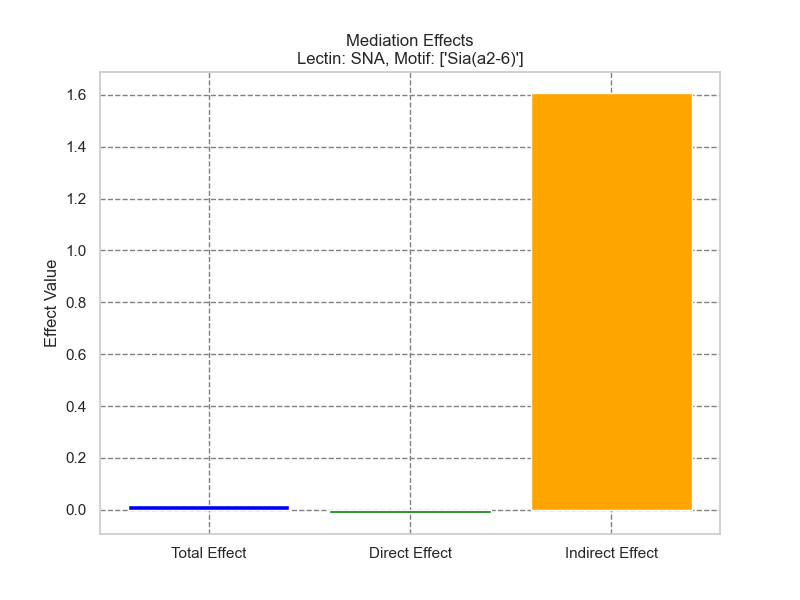 Mediation Effects
Lectin: SNA, Motif: ['Sia(a2-6)']
Effect Value
1.6
1.4
1.2
1.0
0.8
0.6
0.4
0.2
0.0
Total Effect
Direct Effect
Indirect Effect